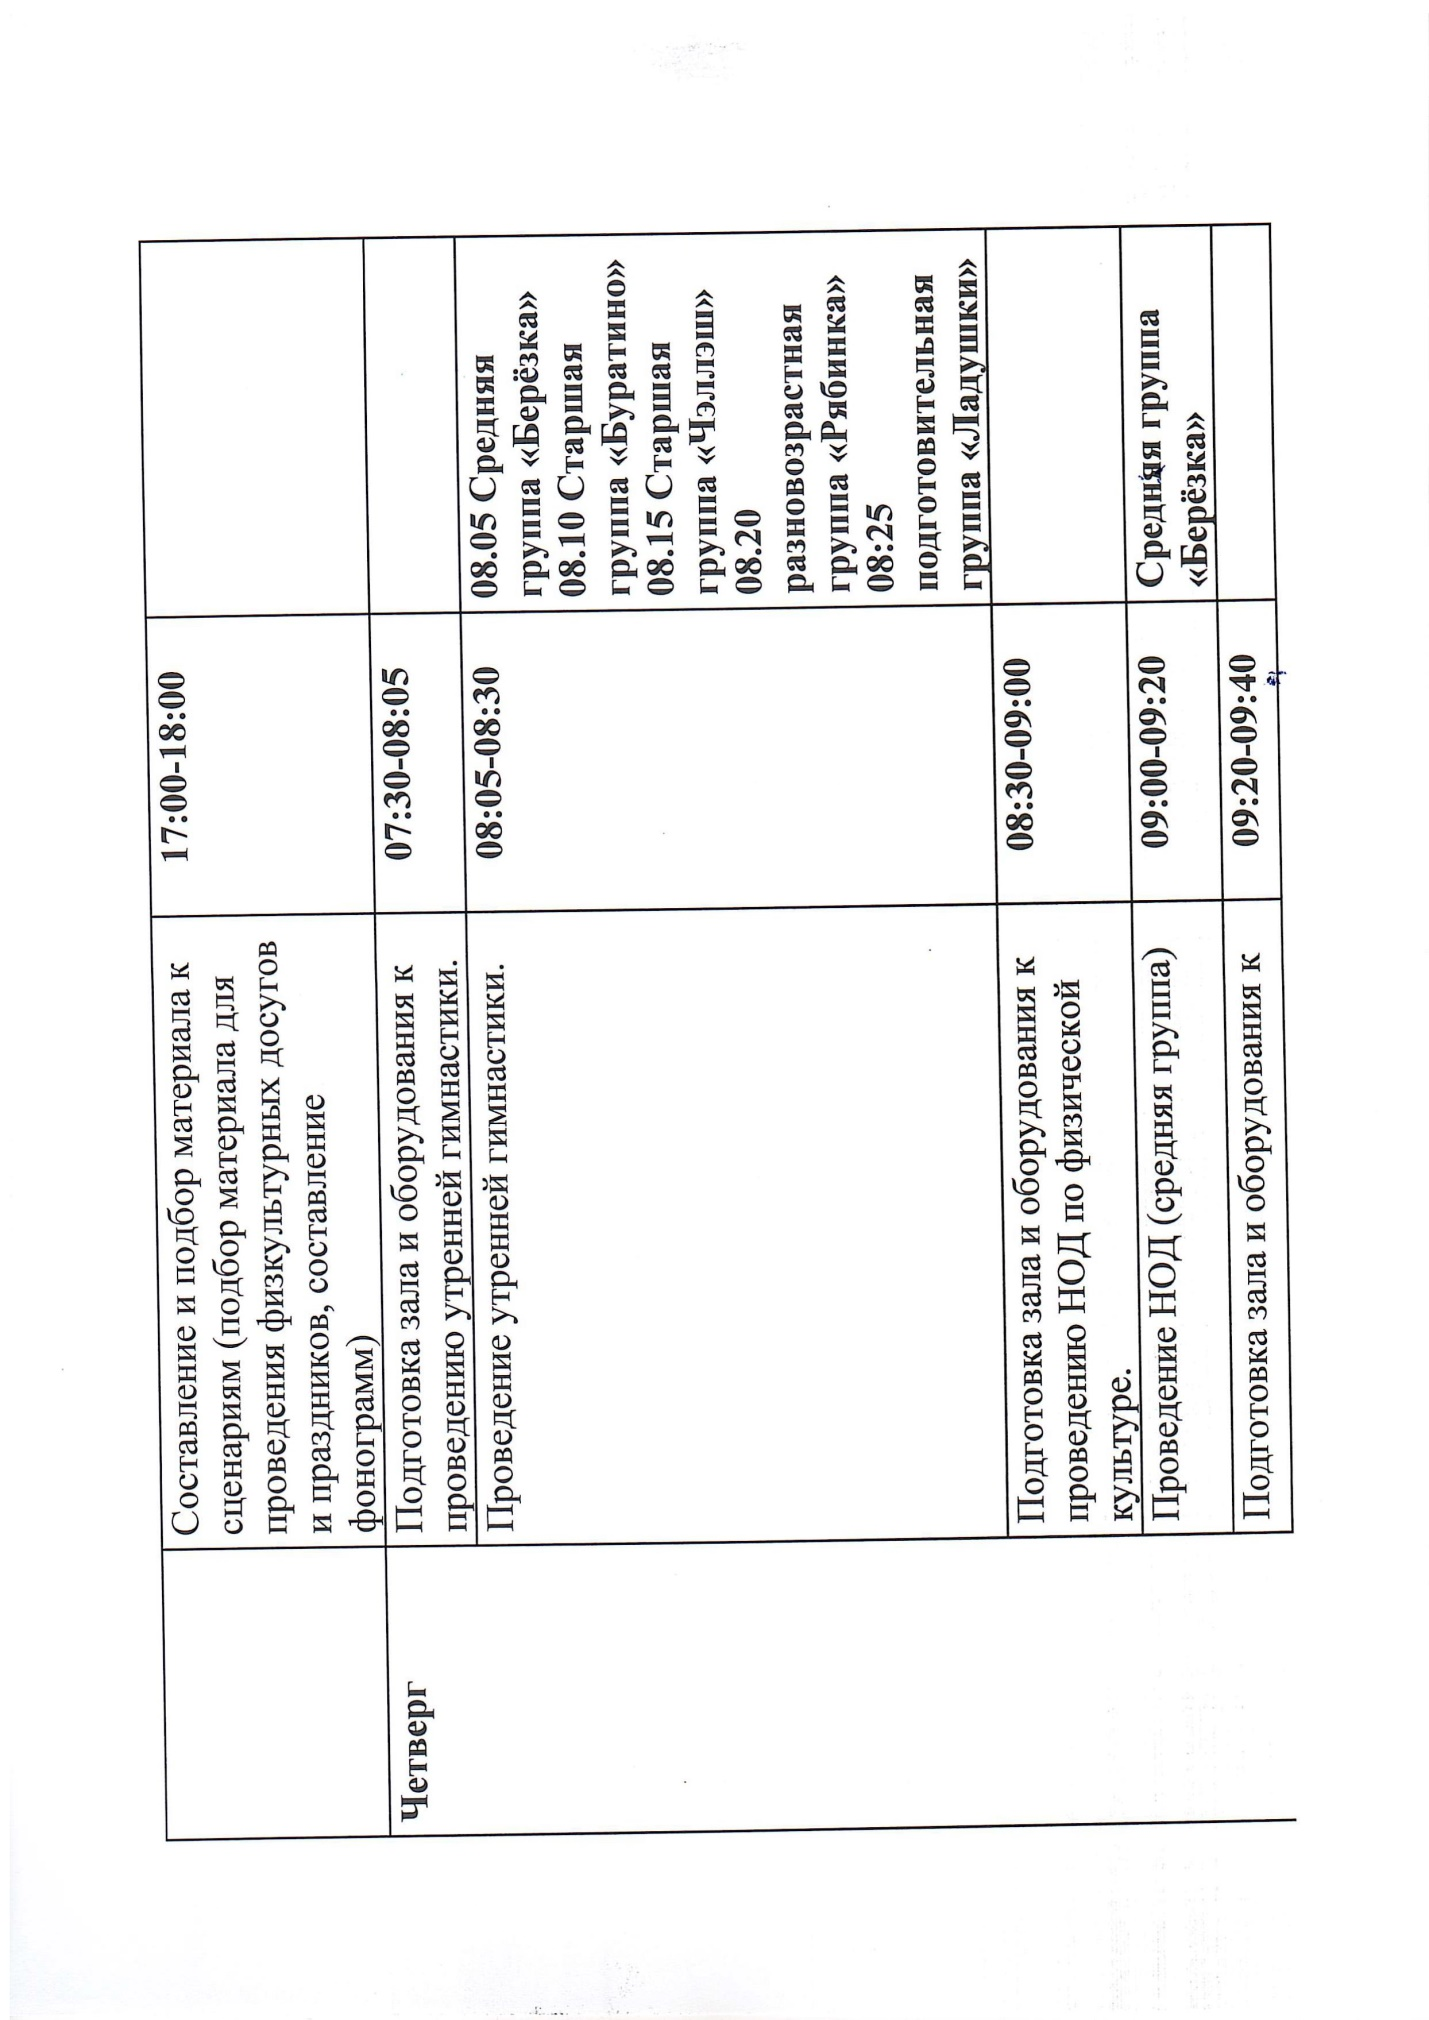 Составление и подбор материала к
сценариям (подбор материала для
проведения физкультурных досугов
и праздников, составление
фонограмм)
17:00-18:00
Четверг
Подготовка зала и оборудования к
проведению утренней гимнастики.
07:30-08:05
Проведение утренней гимнастики.
08:05-08:30
08.05 Средняя
группа «Берёзка»
08.10 Старшая
группа «Буратино»
08.15 Старшая
группа «Чэллэш»
08.20
разновозрастная
группа «Рябинка»
08:25
подготовительная
группа «Ладушки»
Подготовка зала и оборудования к
проведению НОД по физической
культуре.
08:30-09:00
Проведение НОД (средняя группа)
09:00-09:20
Средняя группа
«Берёзка»
Подготовка зала и оборудования к
09:20-09:40